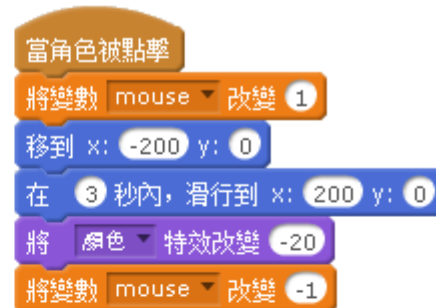 當角色被點擊
將變數 mouse 改變 1
移到 x: -200 y: 0
在 3 秒內，滑行到 x: 200 y: 0
將 顏色 特效改變 -20
將變數 mouse 改變 -1